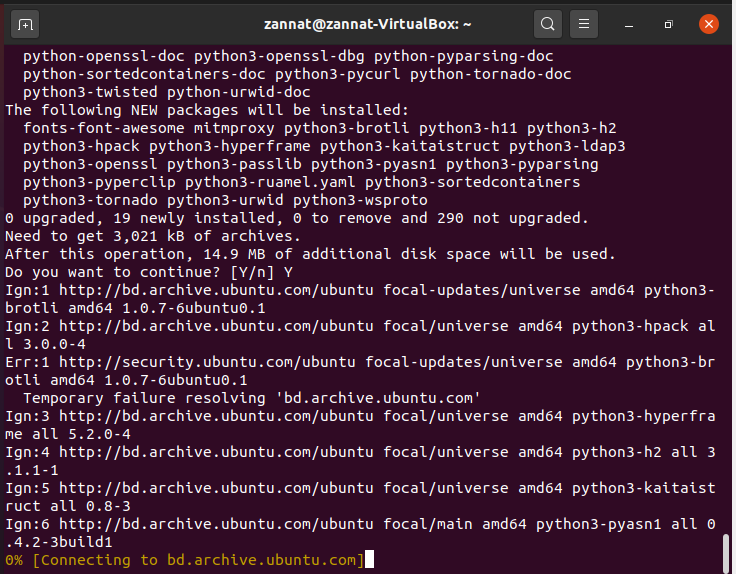 zannat@zannat-VirtualBox: ~
python-openssl-doc python3-openssl-dbg python-pyparsing-doc
python-sortedcontainers-doc python3-pycurl python-tornado-doc
python3-twisted python-urwid-doc
The following NEW packages will be installed:
fonts-font-awesome mitmproxy python3-brotli python3-h11 python3-h2
python3-hpack python3-hyperframe python3-kaitaistruct python3-ldap3
python3-openssl python3-passlib python3-pyasn1 python3-pyparsing
python3-pyperclip python3-ruamel.yaml python3-sortedcontainers
python3-tornado python3-urwid python3-wsproto
0 upgraded, 19 newly installed, 0 to remove and 290 not upgraded.
Need to get 3,021 kB of archives.
After this operation, 14.9 MB of additional disk space will be used.
Do you want to continue? [Y/n] Y
Ign:1 http://bd.archive.ubuntu.com/ubuntu focal-updates/universe amd64 python3-
brotli amd64 1.0.7-6ubuntu0.1
Ign:2 http://bd.archive.ubuntu.com/ubuntu focal/universe amd64 python3-hpack al
l 3.0.0-4
Err:1 http://security.ubuntu.com/ubuntu focal-updates/universe amd64 python3-br
otli amd64 1.0.7-6ubuntu0.1
Temporary failure resolving 'bd.archive.ubuntu.com'
Ign:3 http://bd.archive.ubuntu.com/ubuntu focal/universe amd64 python3-hyperfra
me all 5.2.0-4
Ign:4 http://bd.archive.ubuntu.com/ubuntu focal/universe amd64 python3-h2 all 3
.1.1-1
Ign:5 http://bd.archive.ubuntu.com/ubuntu focal/universe amd64 python3-kaitaist
ruct all 0.8-3
Ign:6 http://bd.archive.ubuntu.com/ubuntu focal/main amd64 python3-pyasn1 all 0
.4.2-3build1
0% [Connecting to bd.archive.ubuntu.com]